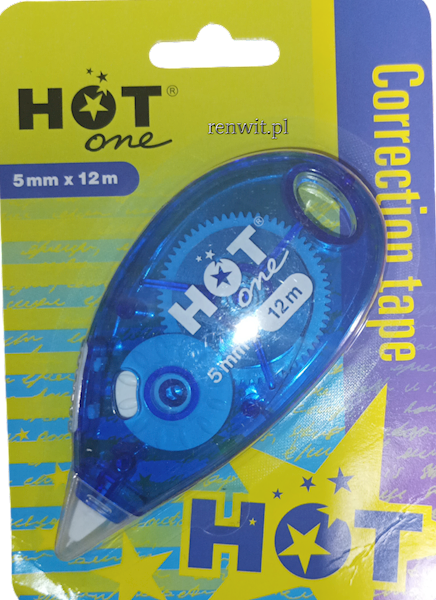 HOT®
one
5mm x 12m
renwit.pl
Correction tape
HOT®
one
5mm
12m
HOT